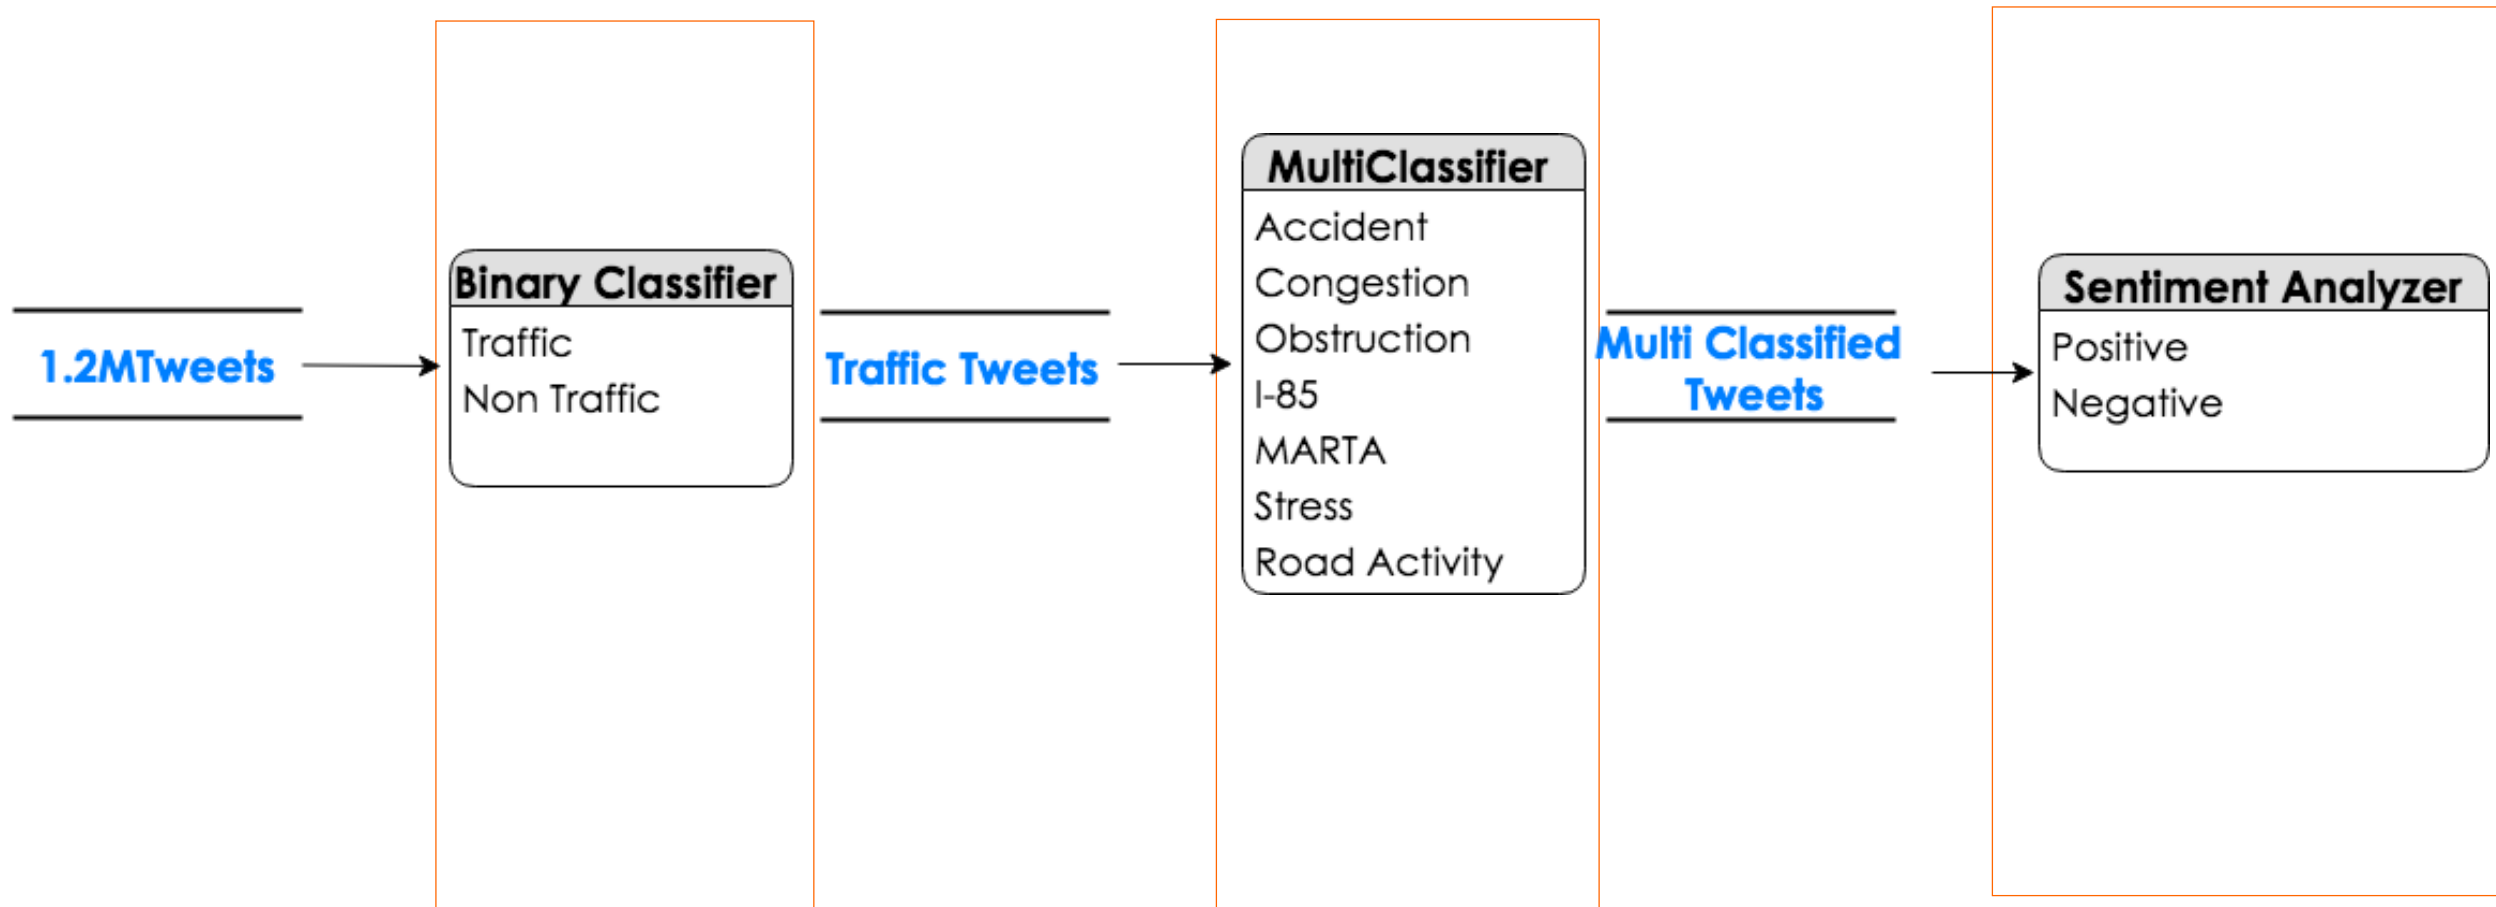 1.2MTweets
Binary Classifier
Traffic
Non Traffic
Traffic Tweets
MultiClassifier
Accident
Congestion
Obstruction
I-85
MARTA
Stress
Road Activity
Multi Classified
Tweets
Sentiment Analyzer
Positive
Negative